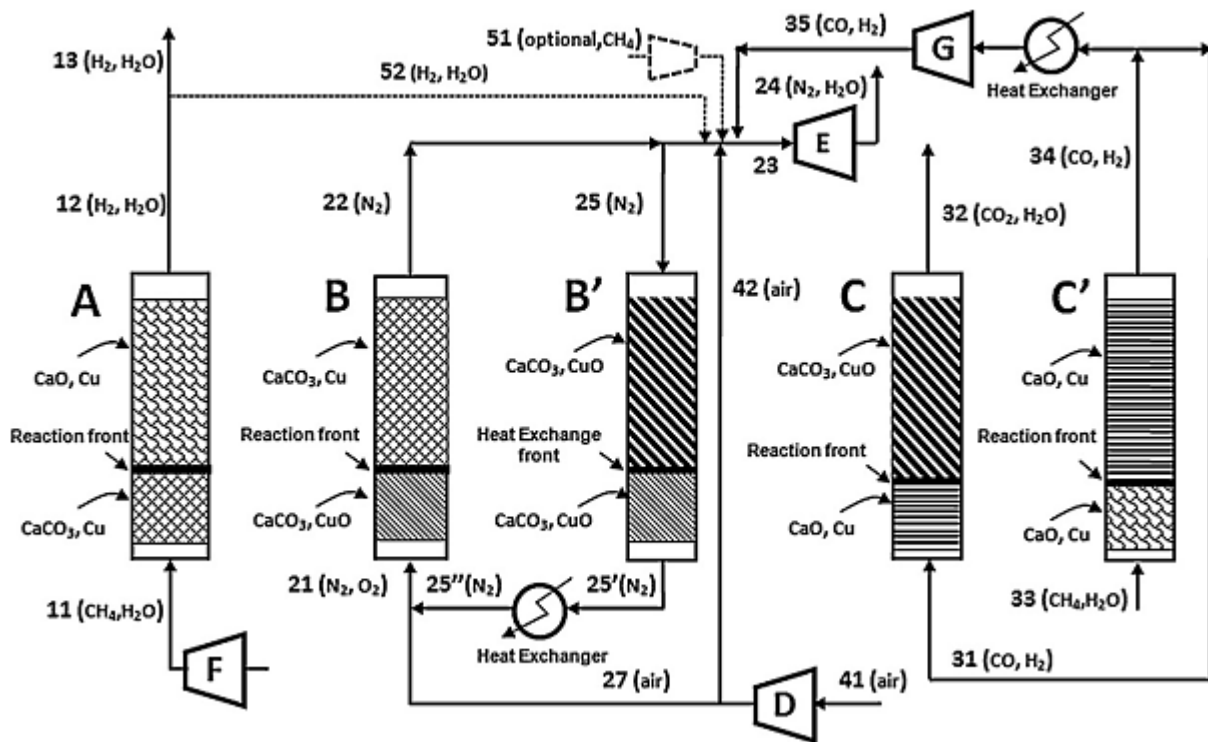 35 (CO, H₂)
G
51 (optional,CH₄)
13 (H₂, H₂O)
52 (H₂, H₂O)
24 (N₂, H₂O)
Heat Exchanger
E
23
34 (CO, H₂)
12 (H₂, H₂O)
22 (N₂)
25 (N₂)
32 (CO₂, H₂O)
42 (air)
A
B
B’
C
C’
CaO, Cu
CaCO₃, Cu
CaCO₃, CuO
CaCO₃, CuO
CaO, Cu
Reaction front
Reaction front
Heat Exchange
front
Reaction front
Reaction front
CaCO₃, Cu
CaCO₃, CuO
CaCO₃, CuO
CaO, Cu
CaO, Cu
11 (CH₄,H₂O)
21 (N₂, O₂)
25’’(N₂)
25’(N₂)
33 (CH₄,H₂O)
Heat Exchanger
F
27 (air)
D
41 (air)
31 (CO, H₂)